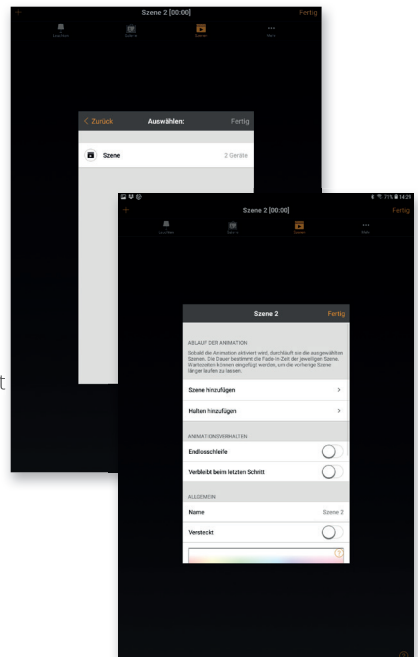 Szene 2 [00:00]
Fertig
Zurück
Auswählen:
Fertig
Szene
2 Geräte
t
71% 14:29
Szene 2 [00:00]
Fertig
Szene 2
Fertig
ABLAUF DER ANIMATION
Sobald die Animation aktiviert wird, durchläuft sie die ausgewählten
Szenen. Die Dauer bestimmt die Fade-in-Zeit der jeweiligen Szene.
Wartezeiten können eingefügt werden, um die vorherige Szene
länger laufen zu lassen.
Szene hinzufügen
Halten hinzufügen
ANIMATIONSVERHALTEN
Endlosschleife
Verbleibt beim letzten Schritt
ALLGEMEIN
Name
Szene 2
Versteckt